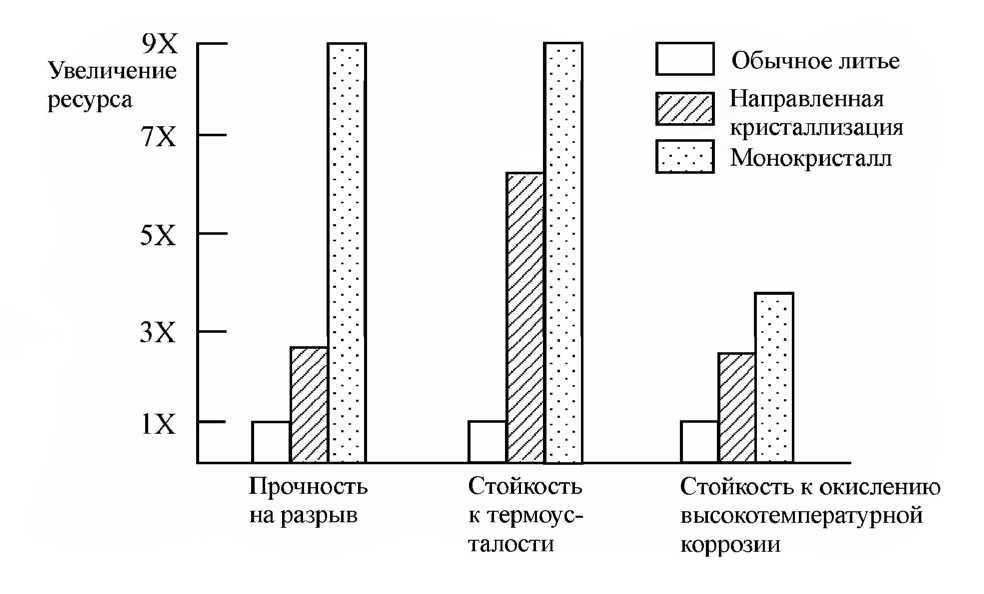 9X
Увеличение
ресурса
7X
5X
3X
1X
Обычное литье
Направленная
кристаллизация
Монокристалл
Прочность
на разрыв
Стойкость
к термоус-
талости
Стойкость к окислению
высокотемпературной
коррозии